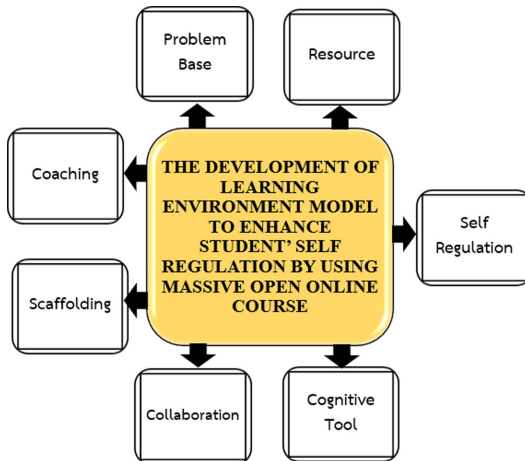 Problem
Base
Resource
Coaching
THE DEVELOPMENT OF
LEARNING
ENVIRONMENT MODEL
TO ENHANCE
STUDENT' SELF
REGULATION BY USING
MASSIVE OPEN ONLINE
COURSE
Self
Regulation
Scaffolding
Collaboration
Cognitive
Tool